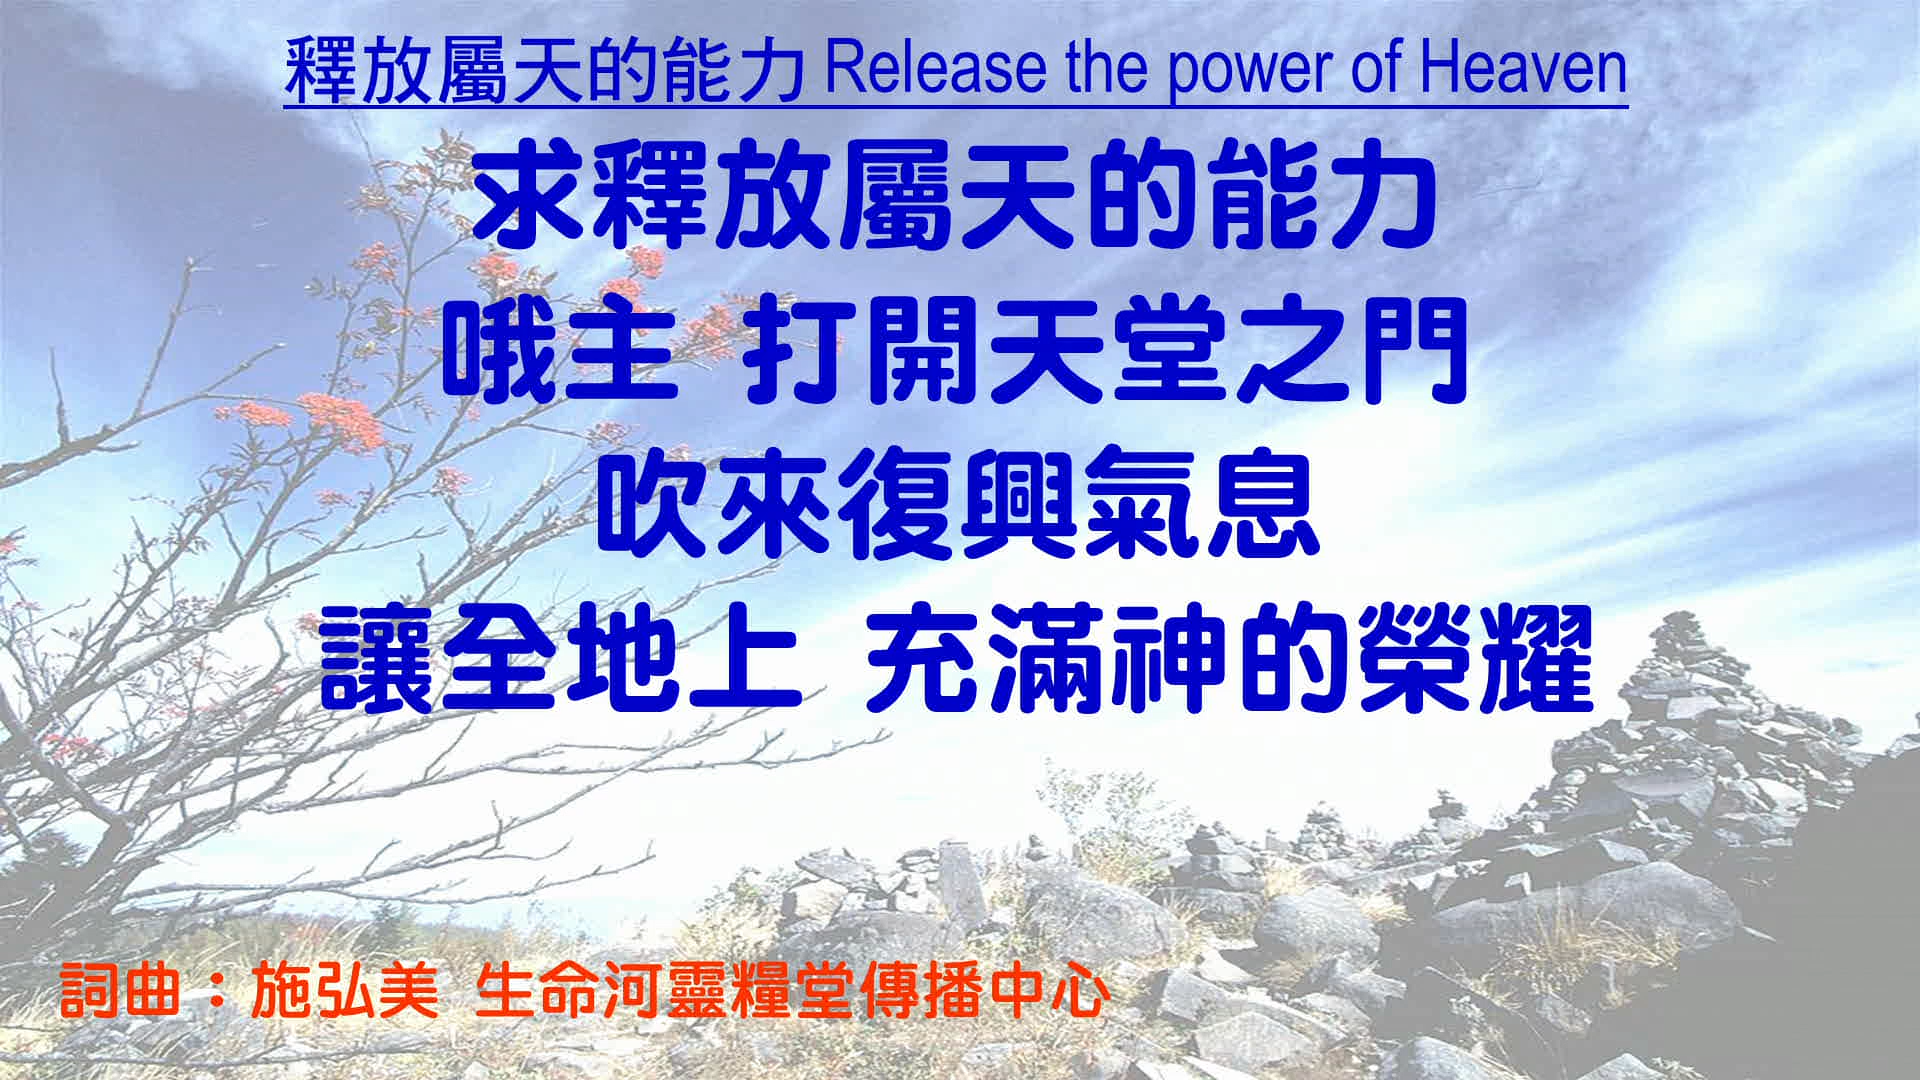 釋放屬天的能力 Release the power of Heaven
求釋放屬天的能力
哦主 打開天堂之門
吹來復興氣息
讓全地上 充滿神的榮耀
詞曲：施弘美 生命河靈糧堂傳播中心